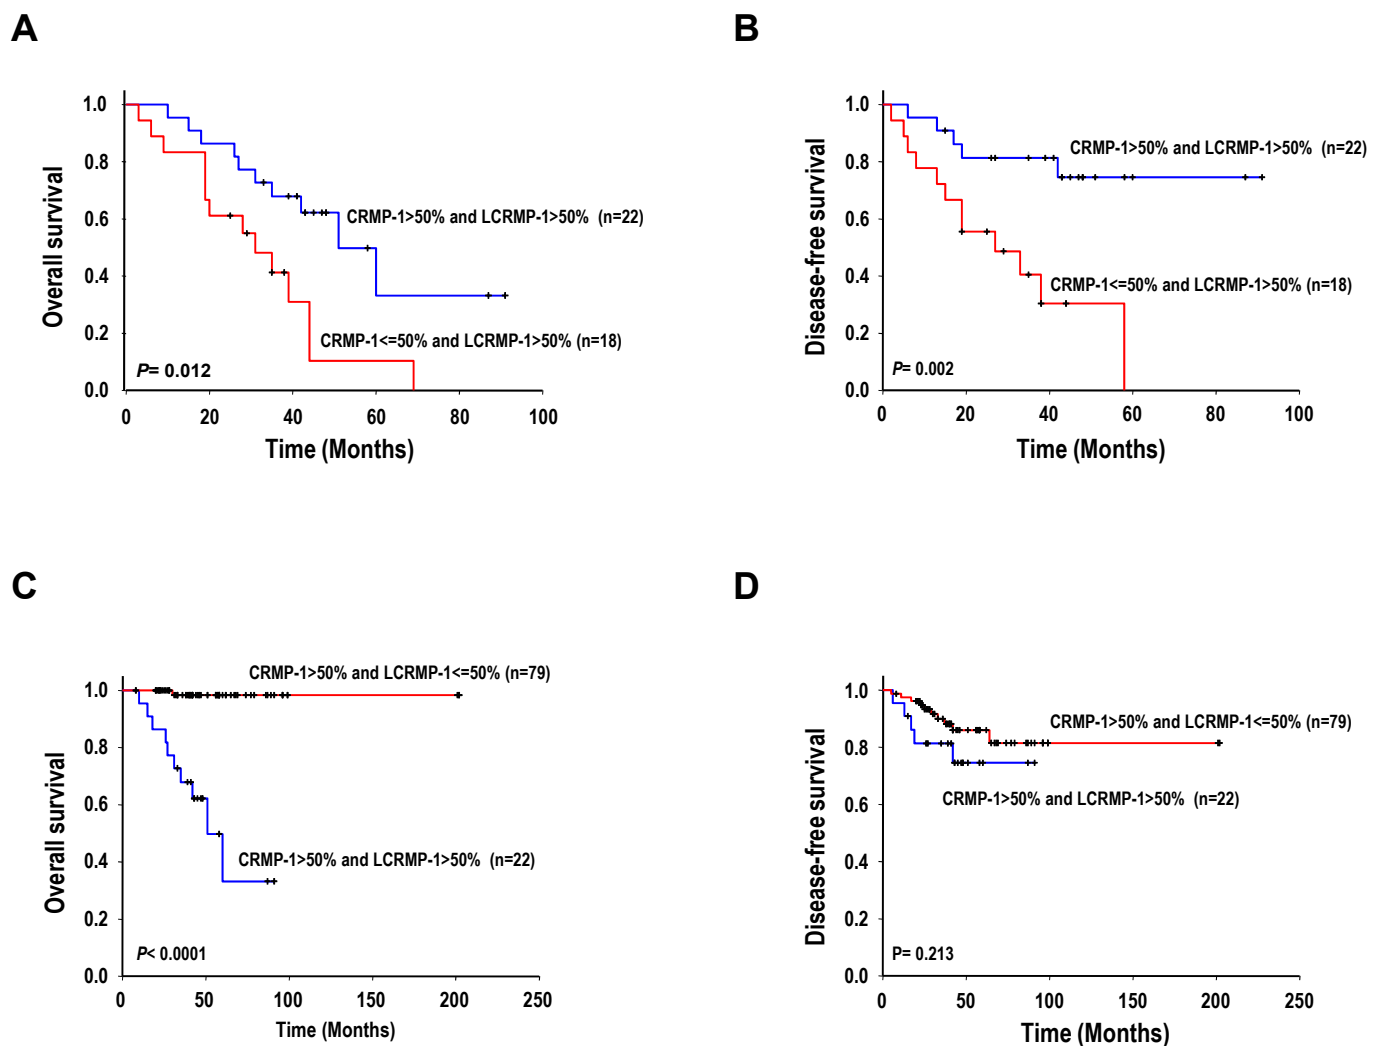 A
1.0
0.8
0.6
0.4
0.2
0.0
Overall survival
CRMP-1>50% and LCRMP-1>50% (n=22)
CRMP-1<=50% and LCRMP-1>50% (n=18)
P= 0.012
0 20 40 60 80 100
Time (Months)
B
1.0
0.8
0.6
0.4
0.2
0.0
Disease-free survival
CRMP-1>50% and LCRMP-1>50% (n=22)
CRMP-1<=50% and LCRMP-1>50% (n=18)
P= 0.002
0 20 40 60 80 100
Time (Months)
C
1.0
0.8
0.6
0.4
0.2
0.0
Overall survival
CRMP-1>50% and LCRMP-1<=50% (n=79)
CRMP-1>50% and LCRMP-1>50% (n=22)
P< 0.0001
0 50 100 150 200 250
Time (Months)
D
1.0
0.8
0.6
0.4
0.2
0.0
Disease-free survival
CRMP-1>50% and LCRMP-1<=50% (n=79)
CRMP-1>50% and LCRMP-1>50% (n=22)
P= 0.213
0 50 100 150 200 250
Time (Months)